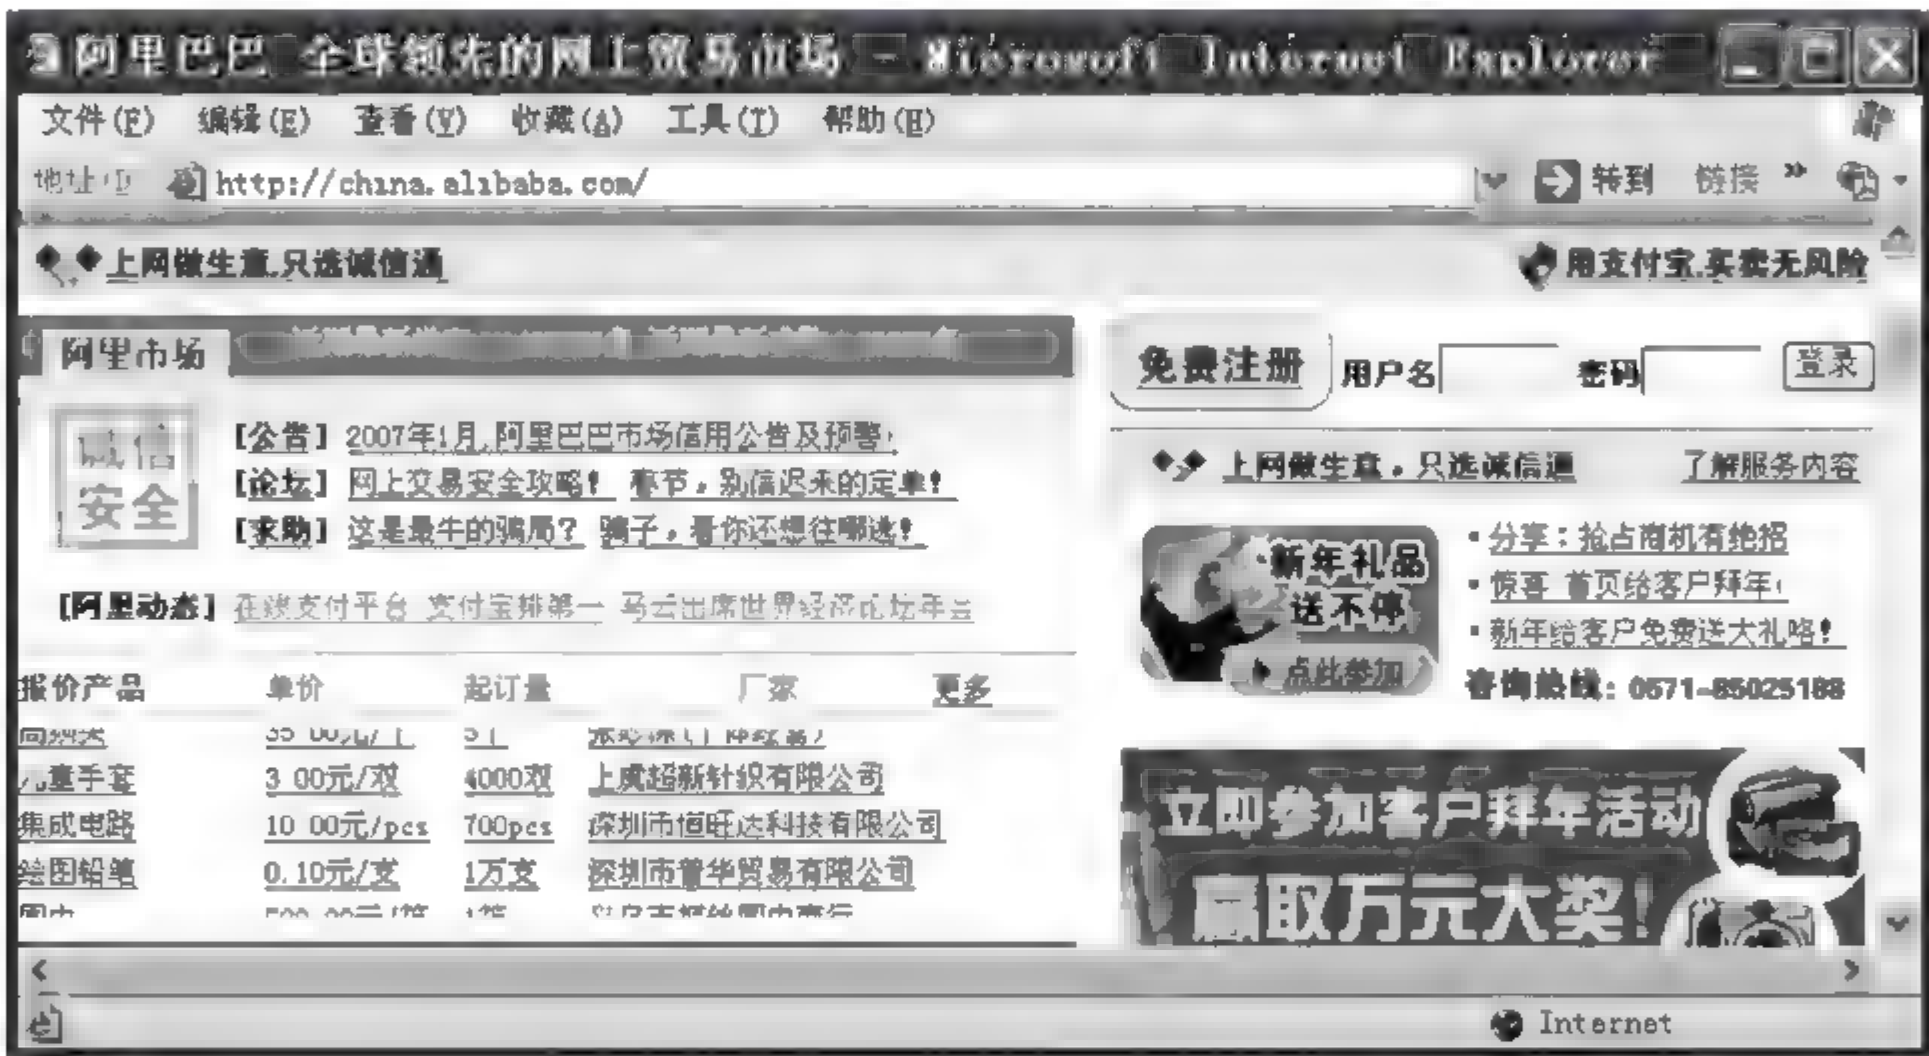 阿里巴巴 全球领先的网上贸易市场 - Microsoft Internet Explorer
文件(F) 编辑(E) 查看(V) 收藏(A) 工具(T) 帮助(H)
地址(D) http://china.alibaba.com/ 转到 链接 »
上网做生意,只选诚信通 用支付宝,买卖无风险
阿里市场
免费注册 用户名 密码 登录
诚信安全
[公告] 2007年1月,阿里巴巴市场信用公告及预警
[论坛] 网上交易安全攻略! 春节,别信迟来的定单!
[求助] 这是最牛的骗局? 骗子,看你还想往哪逃!
[阿里动态] 在线支付平台 支付宝排第一 马云出席世界经济论坛年会
上网做生意,只选诚信通 了解服务内容
新年礼品
送不停
点此参加
·分享:抢占商机有绝招
·惊喜 首页给客户拜年
·新年给客户免费送大礼咯!
咨询热线: 0571-85025188
报价产品 单价 起订量 厂家 更多
儿童手套 3.00元/双 4000双 上虞超新针织有限公司
集成电路 10.00元/pcs 700pcs 深圳市恒旺达科技有限公司
绘图铅笔 0.10元/支 1万支 深圳市普华贸易有限公司
立即参加客户拜年活动
赢取万元大奖!
Internet